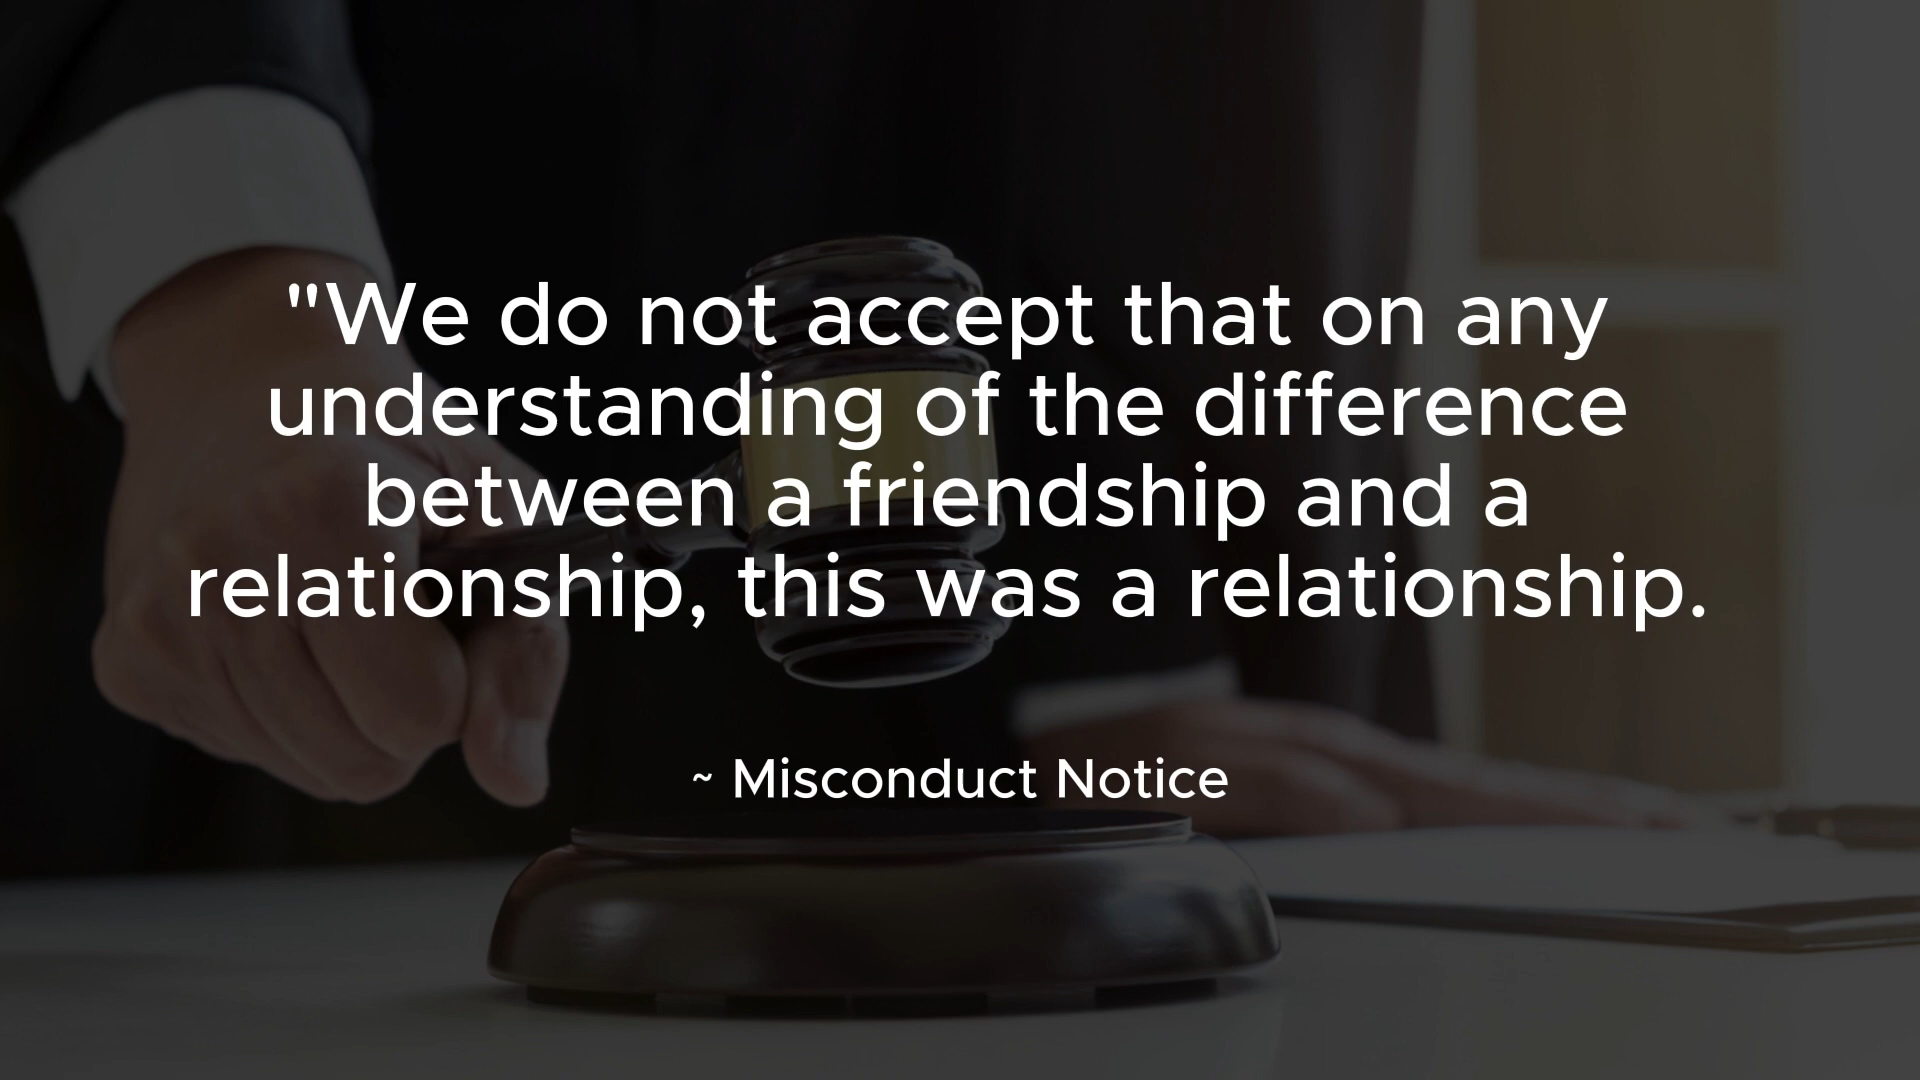 "We do not accept that on any
understanding of the difference
between a friendship and a
relationship, this was a relationship.
~ Misconduct Notice